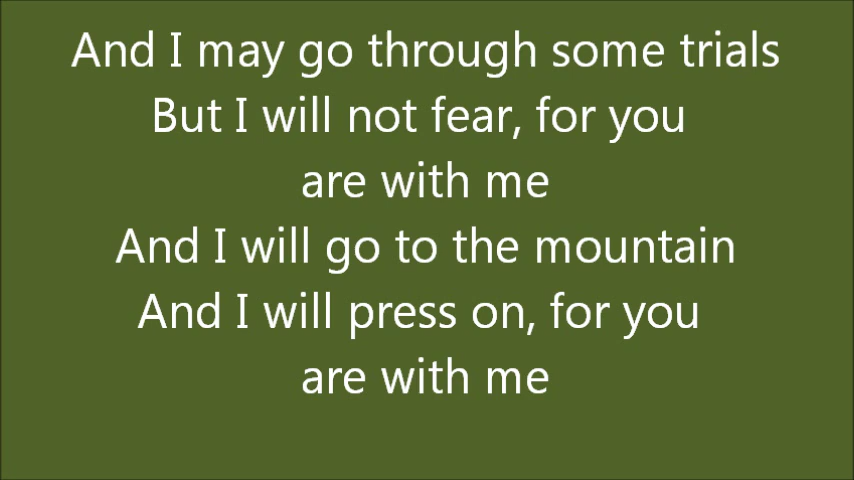 And I may go through some trials
But I will not fear, for you
are with me
And I will go to the mountain
And I will press on, for you
are with me